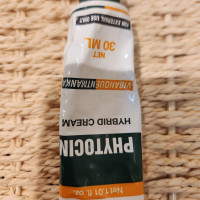 Net 1.01 fl. oz.
PHYTOCIN
HYBRID CREAM
NET
30 ML
FOR EXTERNAL USE ONLY